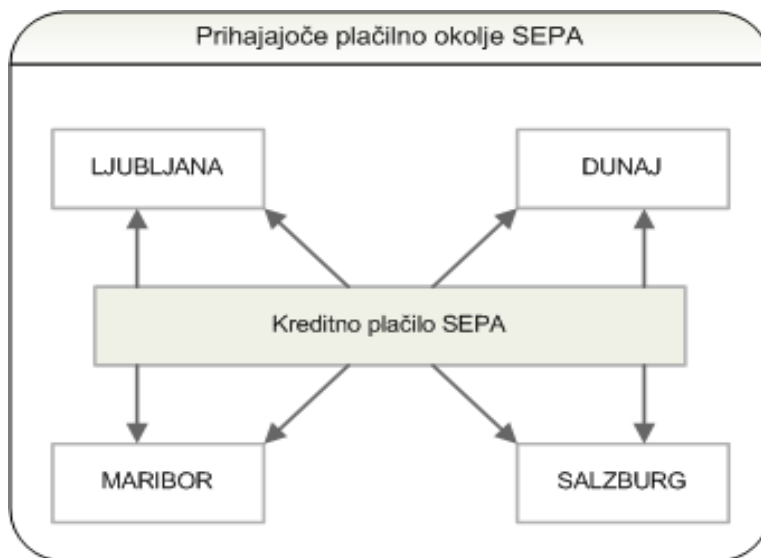 Prihajajoče plačilno okolje SEPA
LJUBLJANA
DUNAJ
Kreditno plačilo SEPA
MARIBOR
SALZBURG